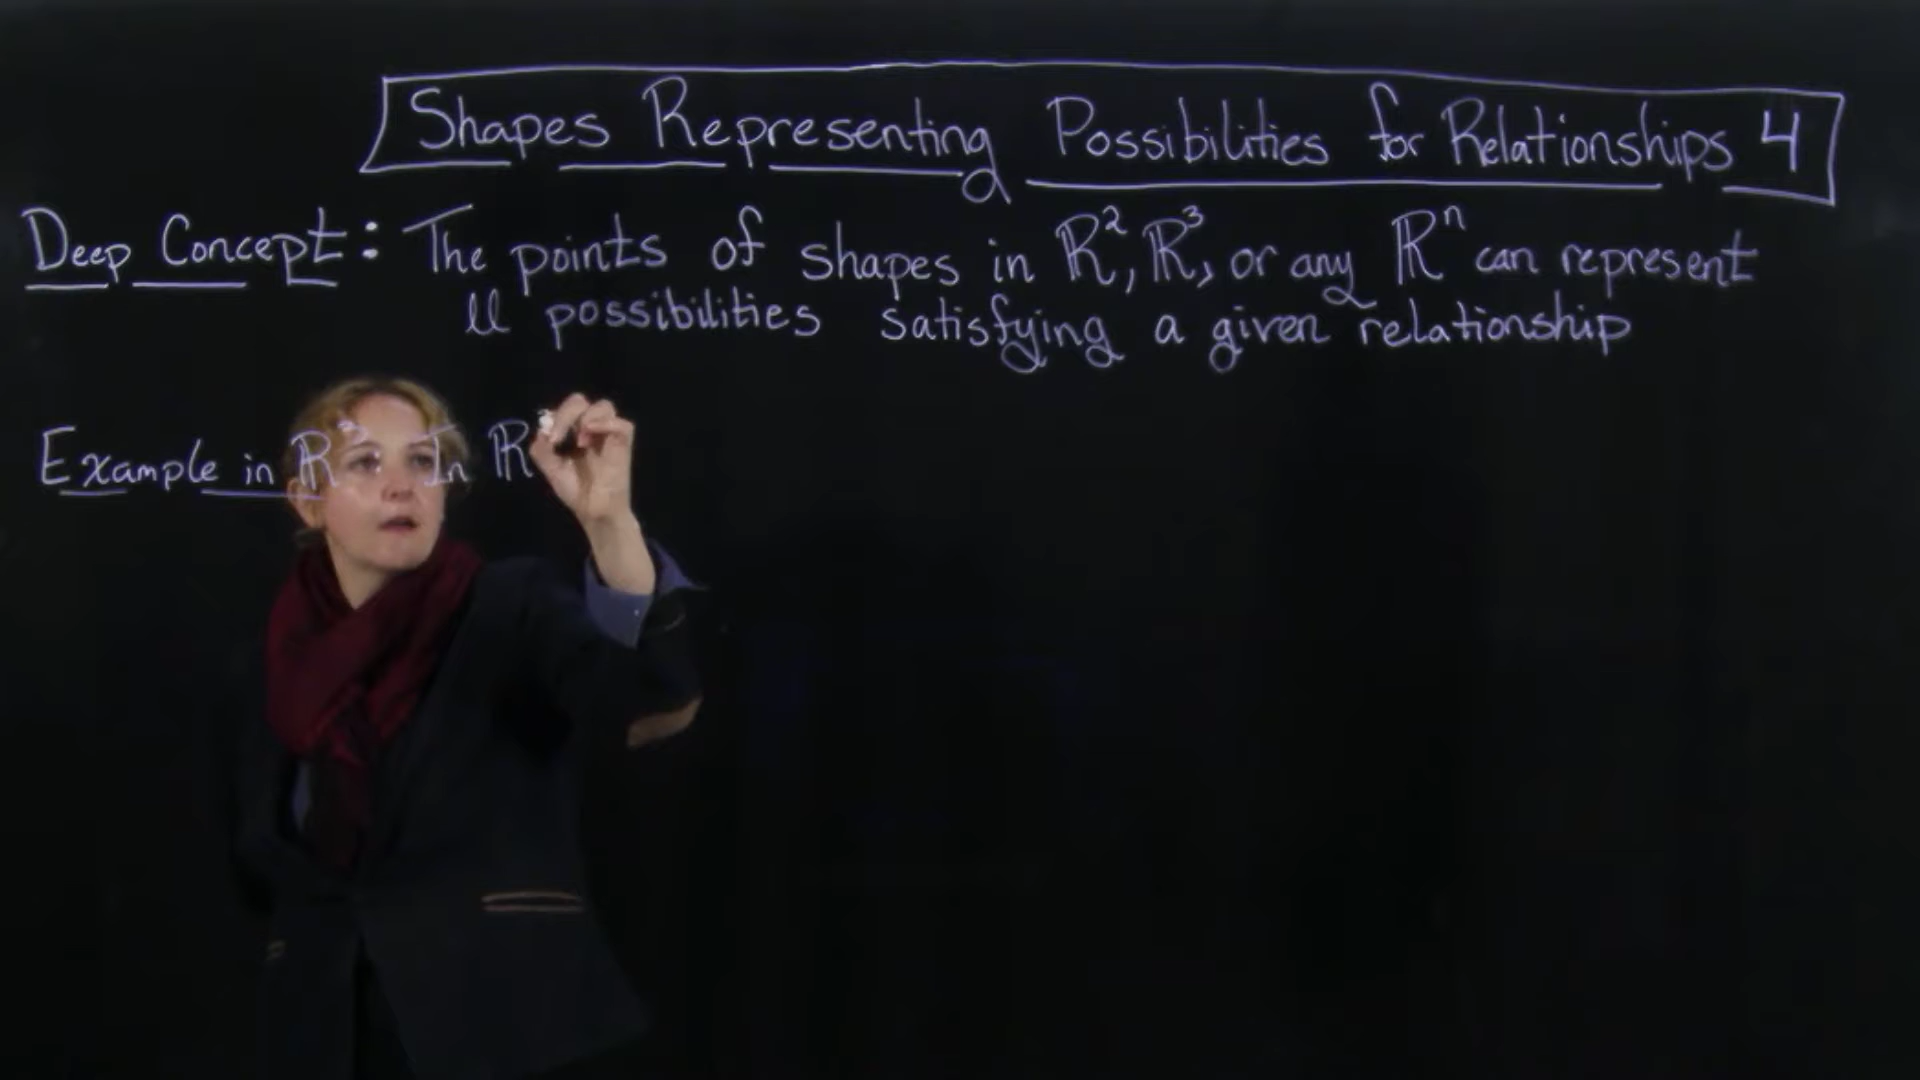 Shapes Representing Possibilities for Relationships 4
Deep Concept: The points of shapes in ℝ², ℝ³, or any ℝⁿ can represent
ll possibilities satisfying a given relationship
Example in ℝ³: In ℝ